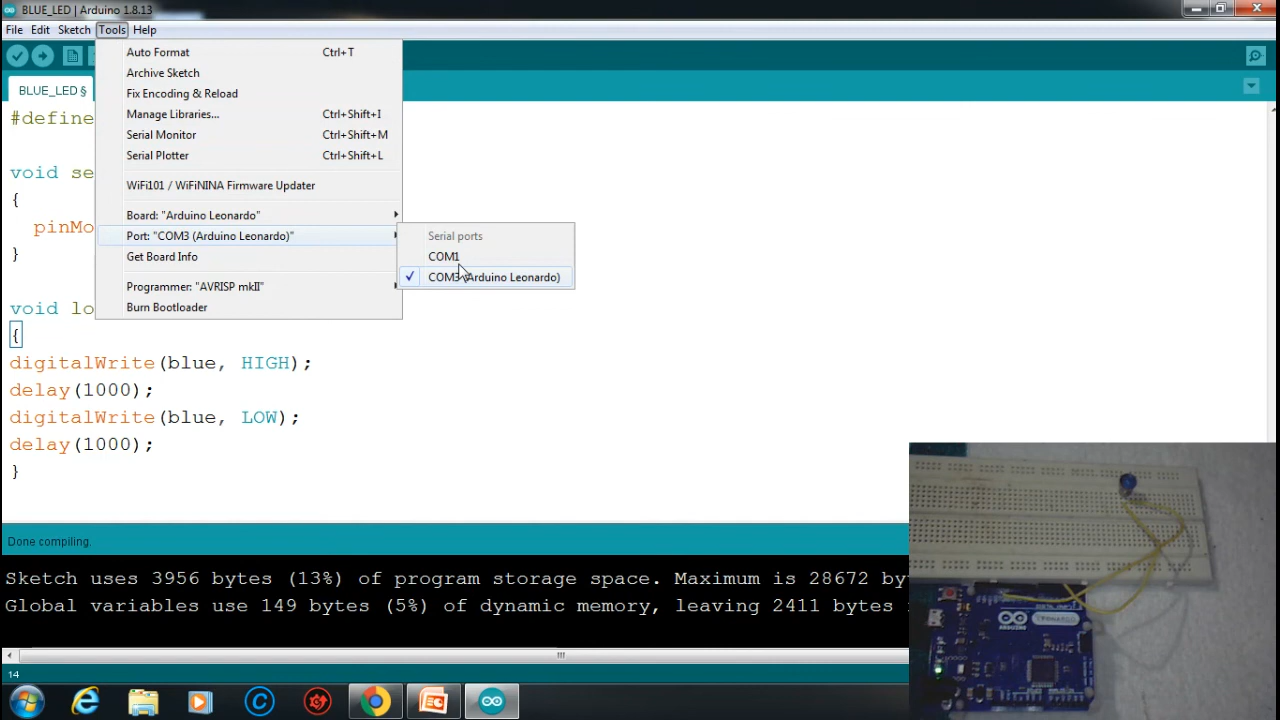 BLUE_LED | Arduino 1.8.13
File Edit Sketch Tools Help
BLUE_LED §
Auto Format Ctrl+T
Archive Sketch
Fix Encoding & Reload
Manage Libraries... Ctrl+Shift+I
Serial Monitor Ctrl+Shift+M
Serial Plotter Ctrl+Shift+L
WiFi101 / WiFiNINA Firmware Updater
Board: "Arduino Leonardo"
Port: "COM3 (Arduino Leonardo)"
Get Board Info
Programmer: "AVRISP mkII"
Burn Bootloader
Serial ports
COM1
COM3 (Arduino Leonardo)
#define
void se
{
pinMo
}
void lo
{
digitalWrite(blue, HIGH);
delay(1000);
digitalWrite(blue, LOW);
delay(1000);
}
Done compiling.
Sketch uses 3956 bytes (13%) of program storage space. Maximum is 28672 by
Global variables use 149 bytes (5%) of dynamic memory, leaving 2411 bytes
14
LEONARDO